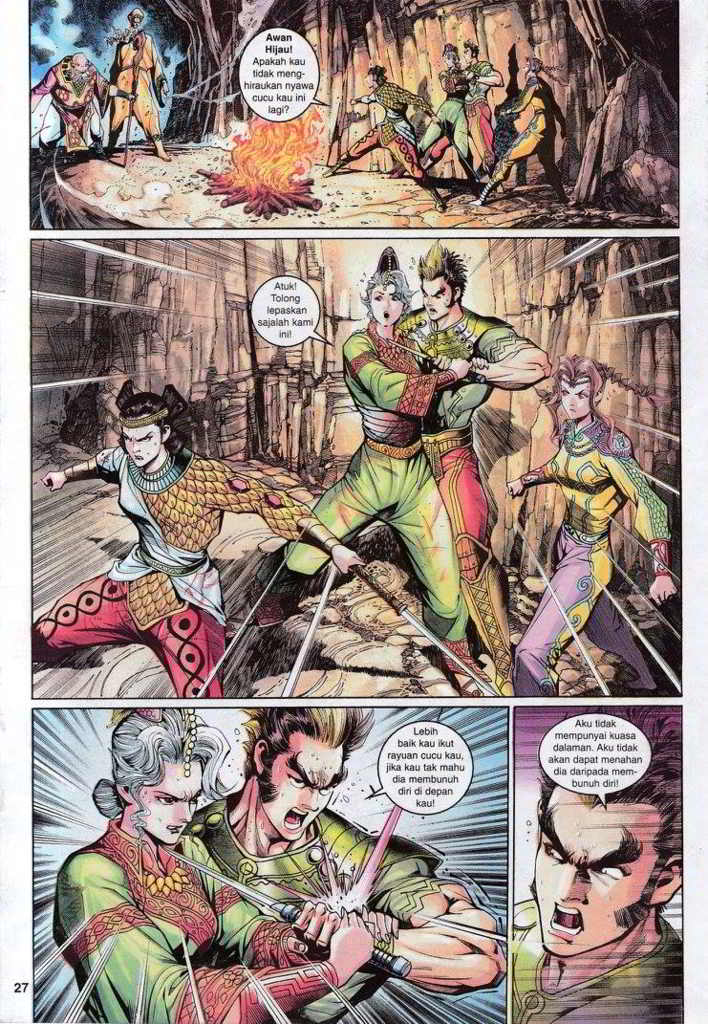 Awan
Hijau!
Apakah kau
tidak meng-
hiraukan nyawa
cucu kau ini
lagi?
Atuk!
Tolong
lepaskan
sajalah kami
ini!
Lebih
baik kau ikut
rayuan cucu kau,
jika kau tak mahu
dia membunuh
diri di depan
kau!
Aku tidak
mempunyai kuasa
dalaman. Aku tidak
akan dapat menahan
dia daripada mem-
bunuh diri!
27